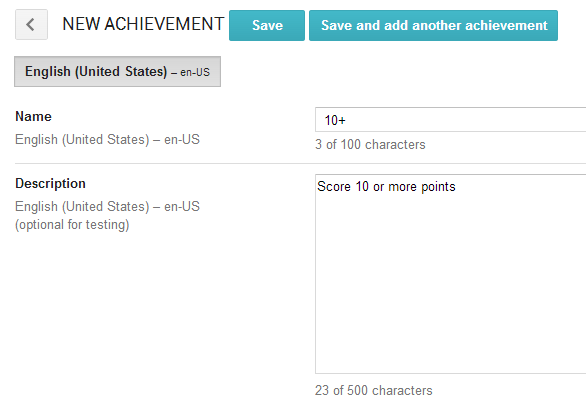 NEW ACHIEVEMENT Save Save and add another achievement
English (United States) – en-US
Name
10+
English (United States) – en-US
3 of 100 characters
Description
Score 10 or more points
English (United States) – en-US
(optional for testing)
23 of 500 characters